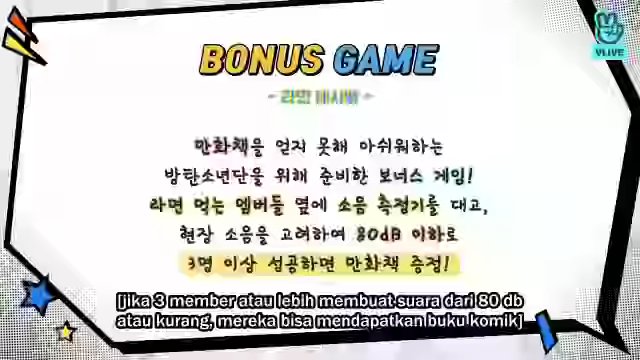 VLIVE
BONUS GAME
만화책을 얻지 못해 아쉬워하는
방탄소년단을 위해 준비한 보너스 게임!
라면 먹는 멤버들 옆에 소음 측정기를 대고,
현장 소음을 고려하여 80dB 이하로
3명 이상 성공하면 만화책 증정!
[jika 3 member atau lebih membuat suara dari 80 db
atau kurang, mereka bisa mendapatkan buku komik]